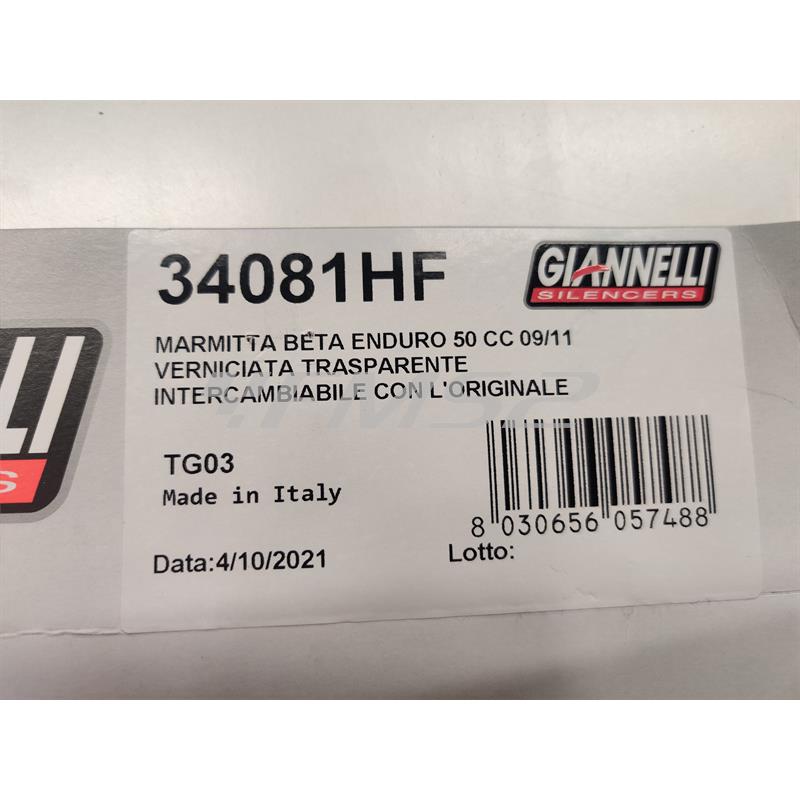 34081HF
GIANNELLI
SILENCERS
MARMITTA BETA ENDURO 50 CC 09/11
VERNICIATA TRASPARENTE
INTERCAMBIABILE CON L'ORIGINALE
LLI
S
TG03
Made in Italy
8 030656 057488
Data:4/10/2021
Lotto: